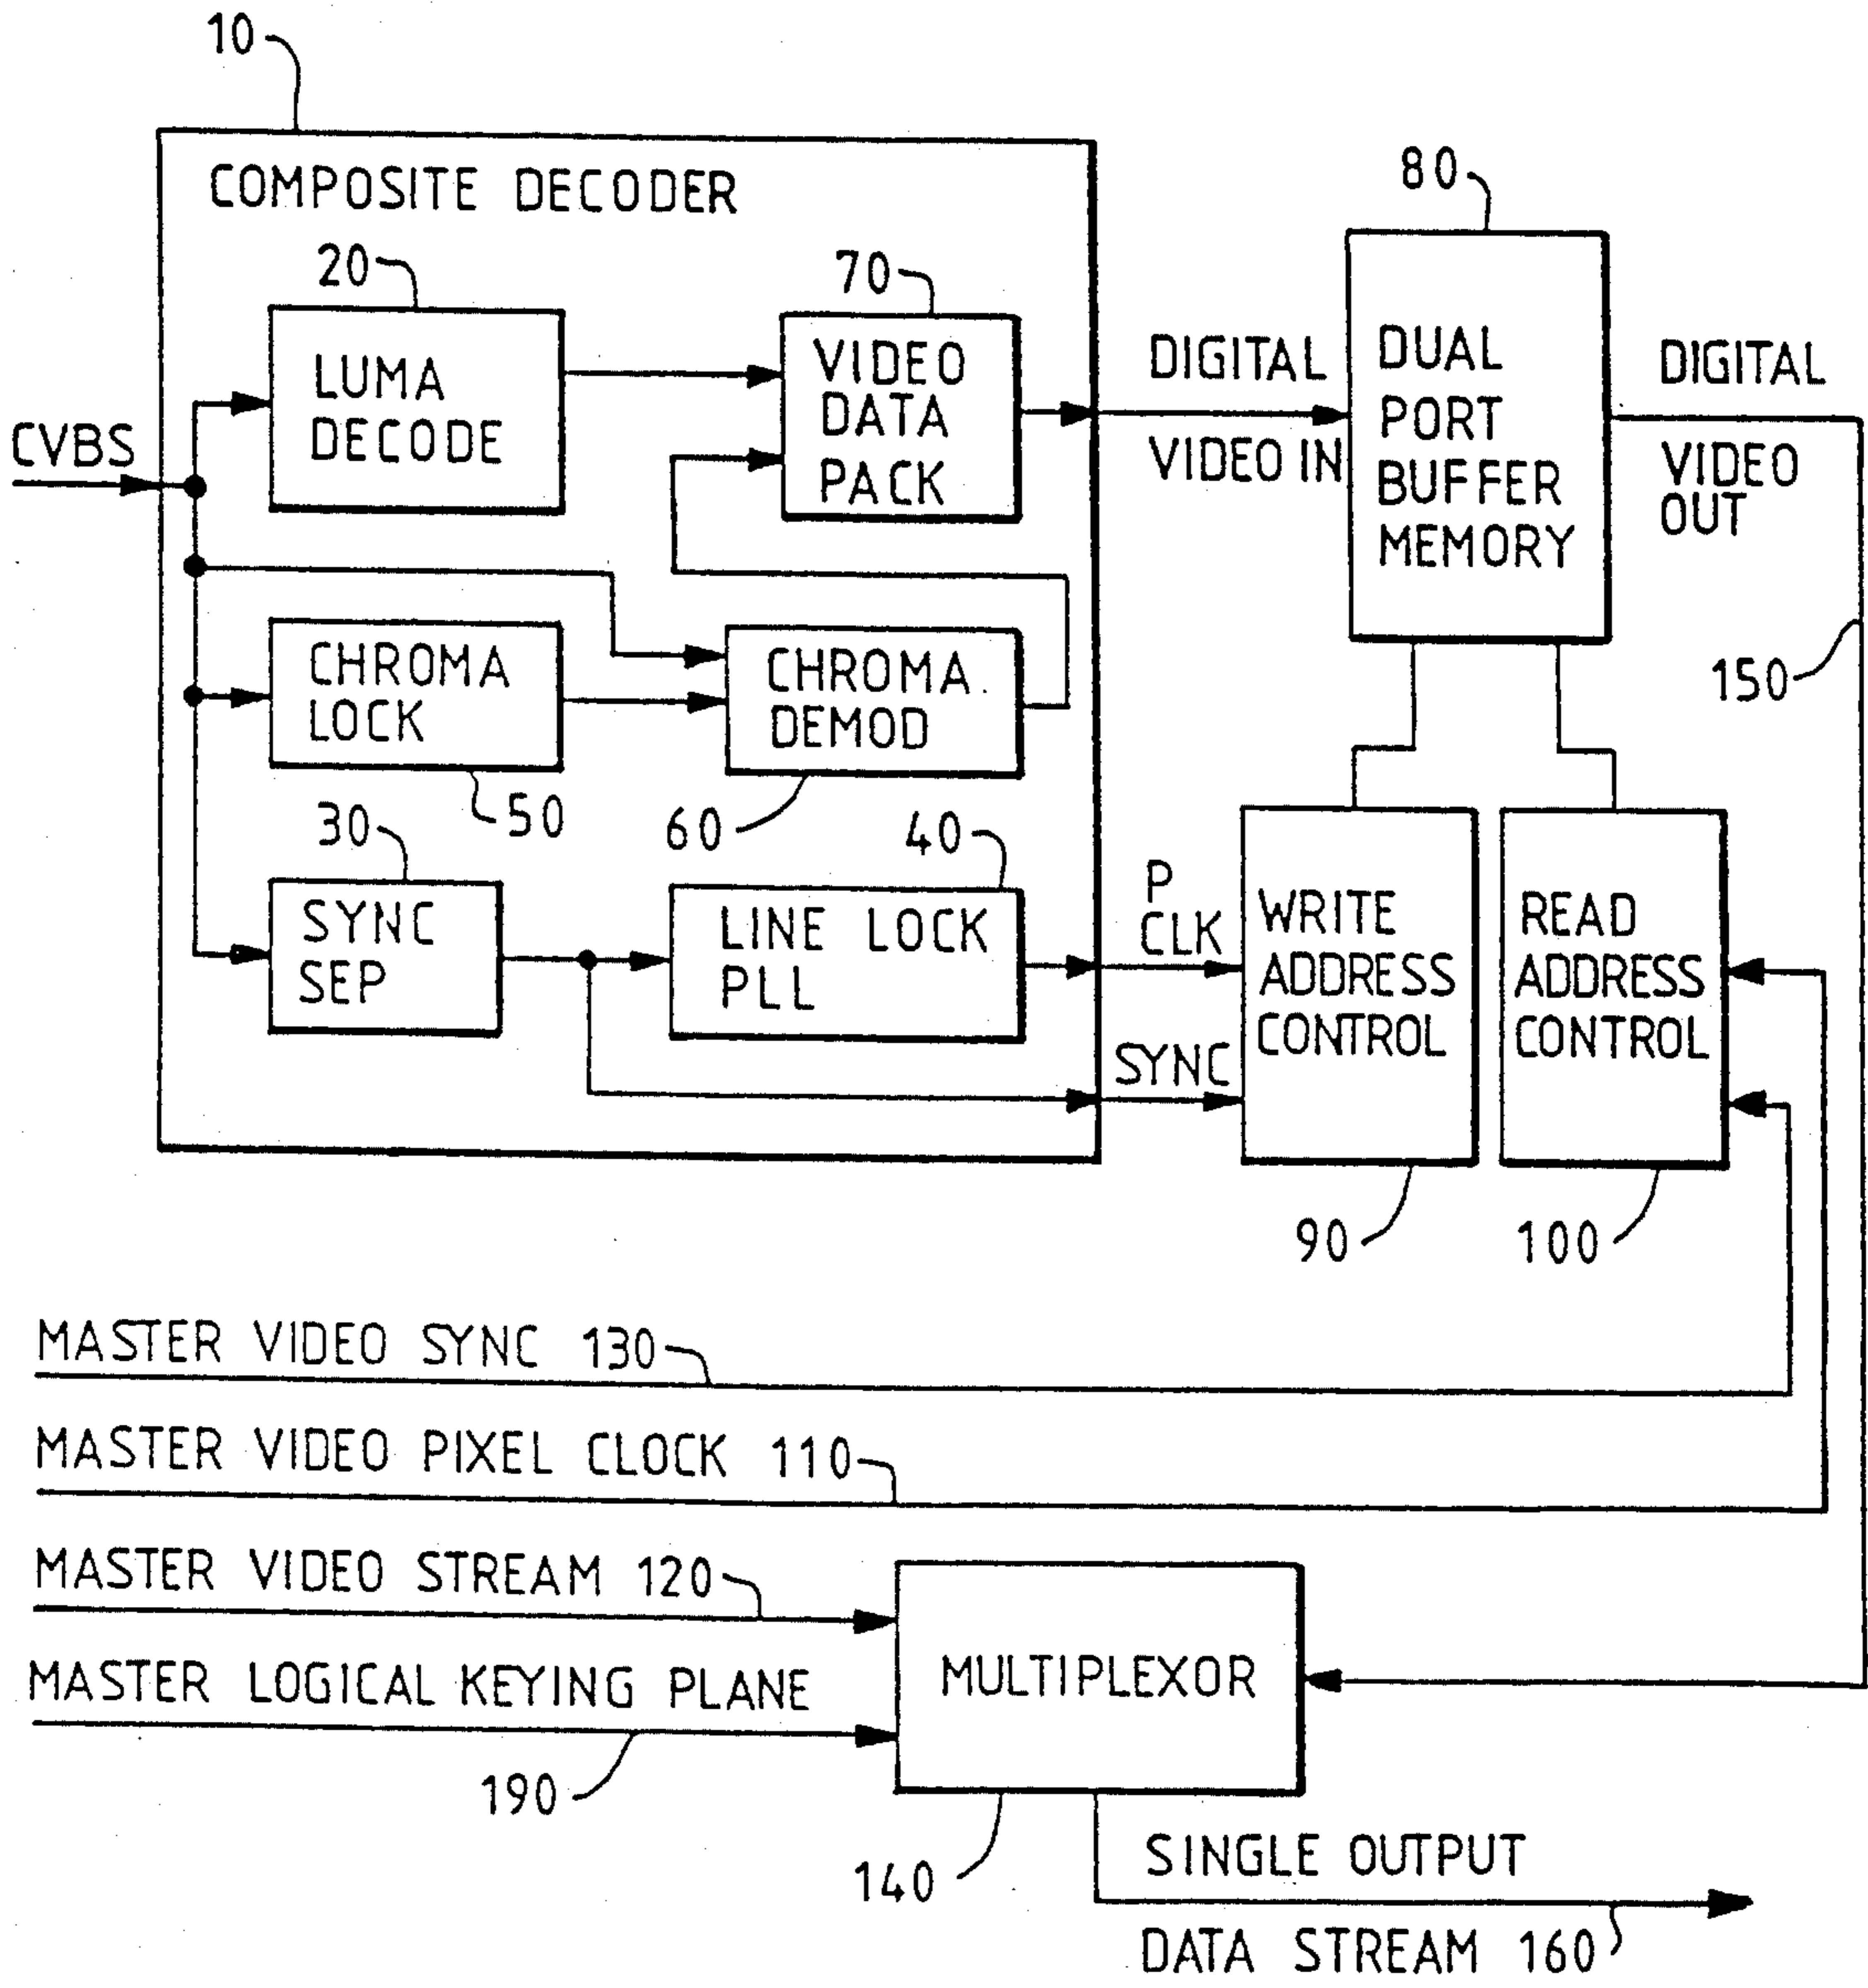 10
COMPOSITE DECODER
80
20
70
LUMA
DECODE
VIDEO
DATA
PACK
CVBS
DIGITAL
VIDEO IN
DUAL
PORT
BUFFER
MEMORY
DIGITAL
VIDEO
OUT
150
CHROMA
LOCK
CHROMA
DEMOD
50
60
30
40
SYNC
SEP
LINE LOCK
PLL
P
CLK
SYNC
WRITE
ADDRESS
CONTROL
READ
ADDRESS
CONTROL
90
100
MASTER VIDEO SYNC 130
MASTER VIDEO PIXEL CLOCK 110
MASTER VIDEO STREAM 120
MASTER LOGICAL KEYING PLANE
190
MULTIPLEXOR
140
SINGLE OUTPUT
DATA STREAM 160